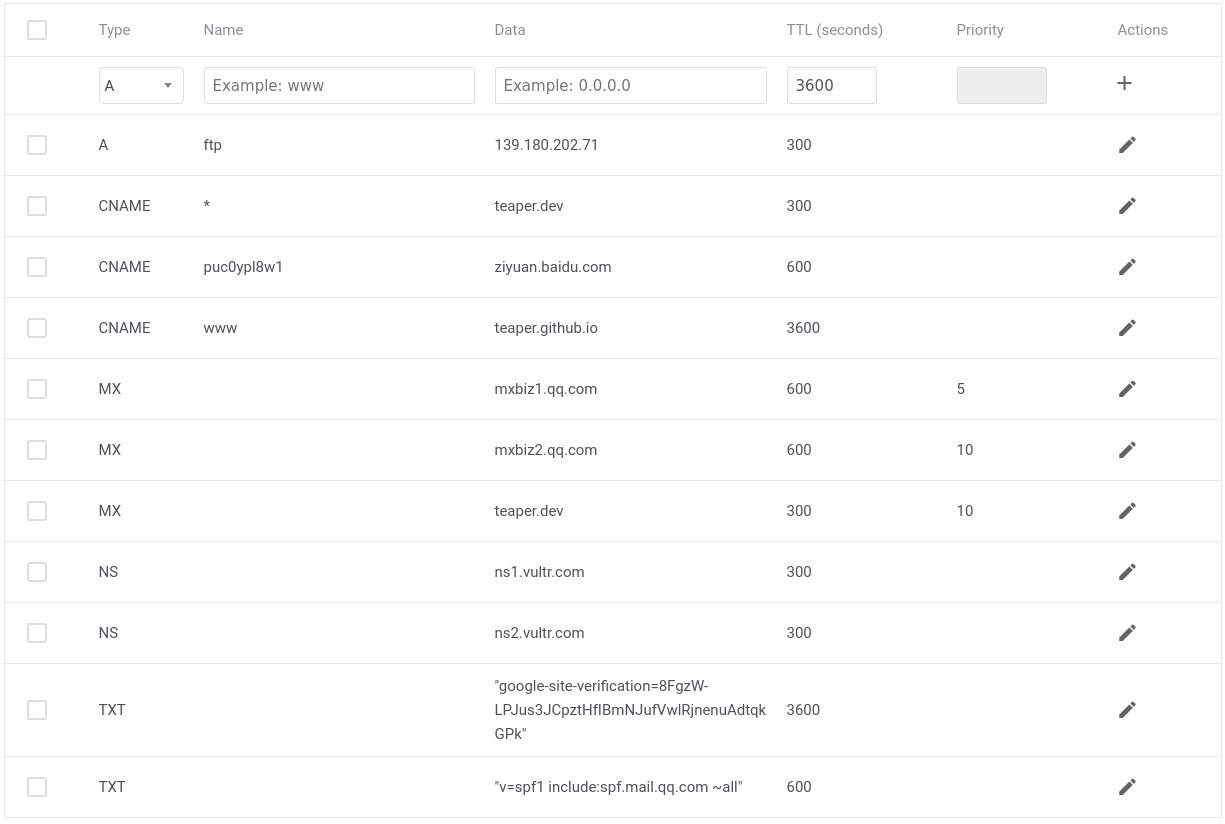 Type Name Data TTL (seconds) Priority Actions
A Example: www Example: 0.0.0.0 3600 +
A ftp 139.180.202.71 300
CNAME * teaper.dev 300
CNAME puc0ypl8w1 ziyuan.baidu.com 600
CNAME www teaper.github.io 3600
MX mxbiz1.qq.com 600 5
MX mxbiz2.qq.com 600 10
MX teaper.dev 300 10
NS ns1.vultr.com 300
NS ns2.vultr.com 300
"google-site-verification=8FgzW-
TXT LPJus3JCpztHfIBmNJufVwlRjnenuAdtqk 3600
GPk"
TXT "v=spf1 include:spf.mail.qq.com ~all" 600